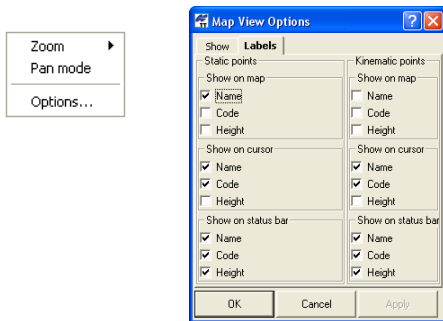 Zoom
Pan mode
Options...
Map View Options
Show Labels
Static points Kinematic points
Show on map Show on map
Name Name
Code Code
Height Height
Show on cursor Show on cursor
Name Name
Code Code
Height Height
Show on status bar Show on status bar
Name Name
Code Code
Height Height
OK Cancel Apply